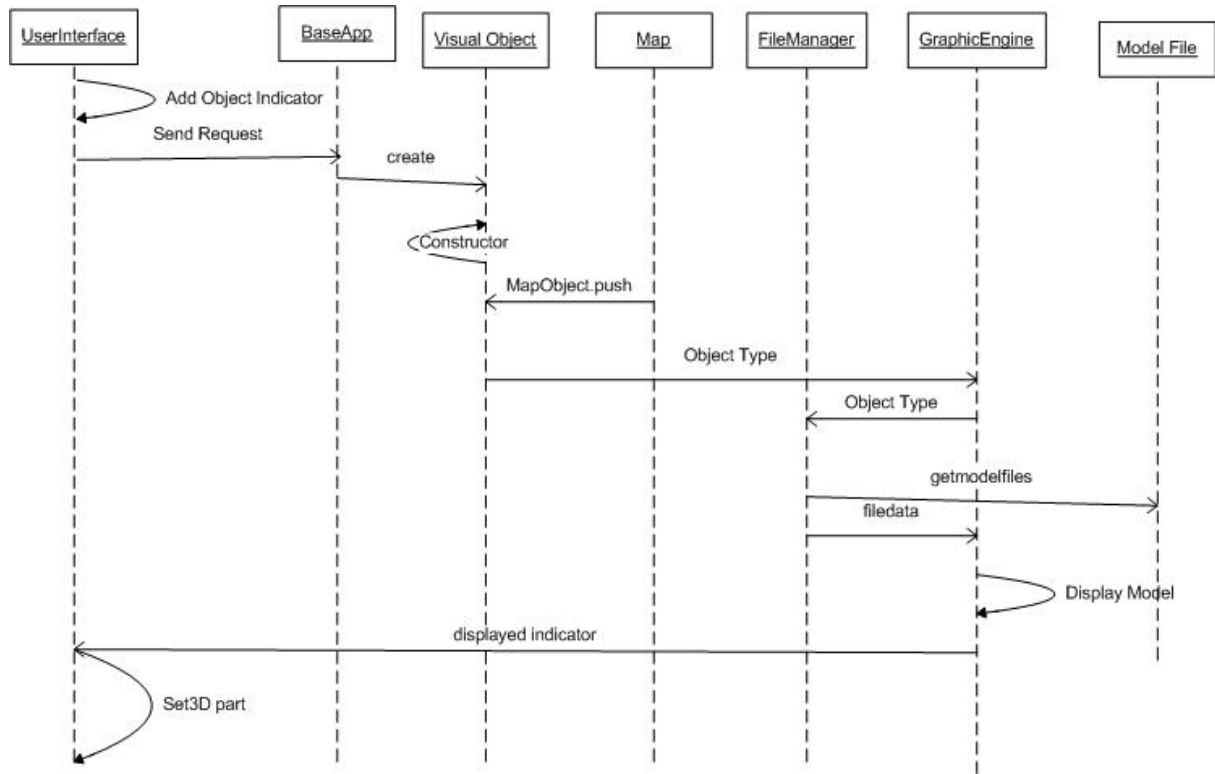 UserInterface
BaseApp
Visual Object
Map
FileManager
GraphicEngine
Model File
Add Object Indicator
Send Request
create
Constructor
MapObject.push
Object Type
Object Type
getmodelfiles
filedata
Display Model
displayed indicator
Set3D part